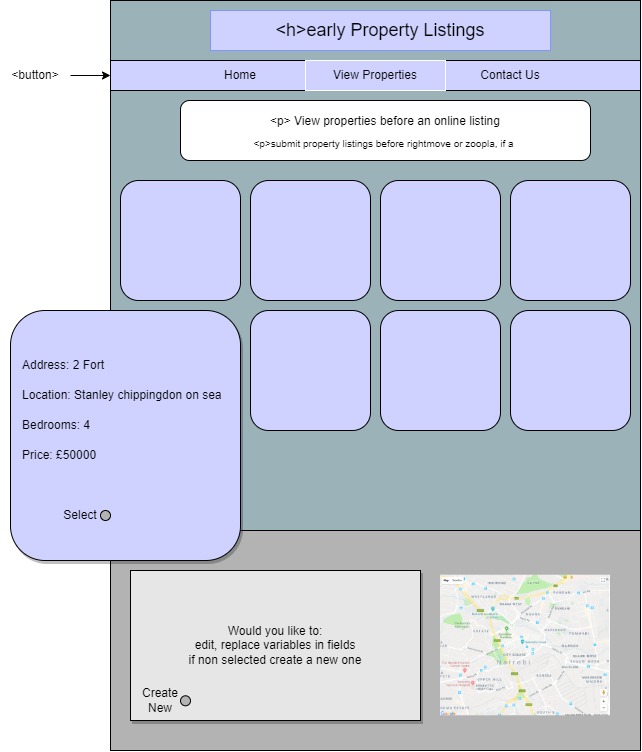 <h>early Property Listings
<button>
Home
View Properties
Contact Us
<p> View properties before an online listing
<p>submit property listings before rightmove or zoopla, if a
Address: 2 Fort
Location: Stanley chippingdon on sea
Bedrooms: 4
Price: £50000
Select
Would you like to:
edit, replace variables in fields
if non selected create a new one
Create
New
Nairobi